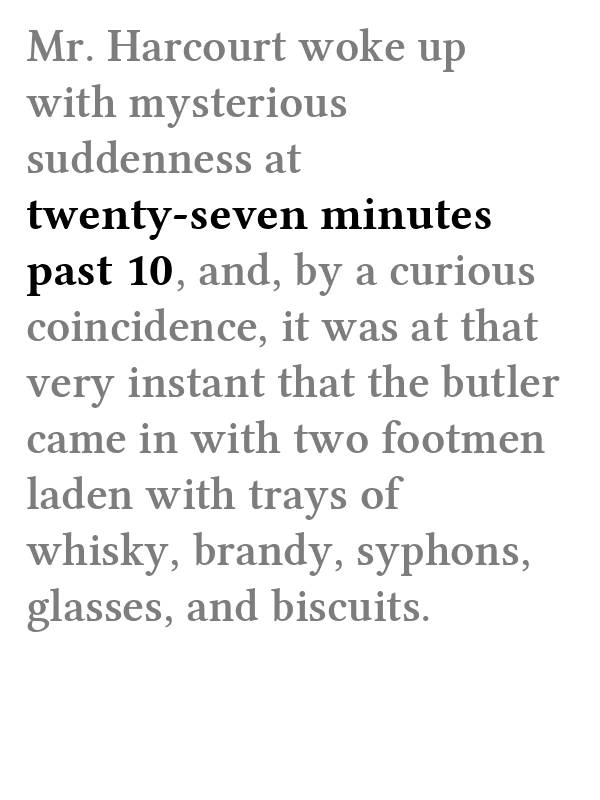 Mr. Harcourt woke up
with mysterious
suddenness at
twenty-seven minutes
past 10, and, by a curious
coincidence, it was at that
very instant that the butler
came in with two footmen
laden with trays of
whisky, brandy, syphons,
glasses, and biscuits.